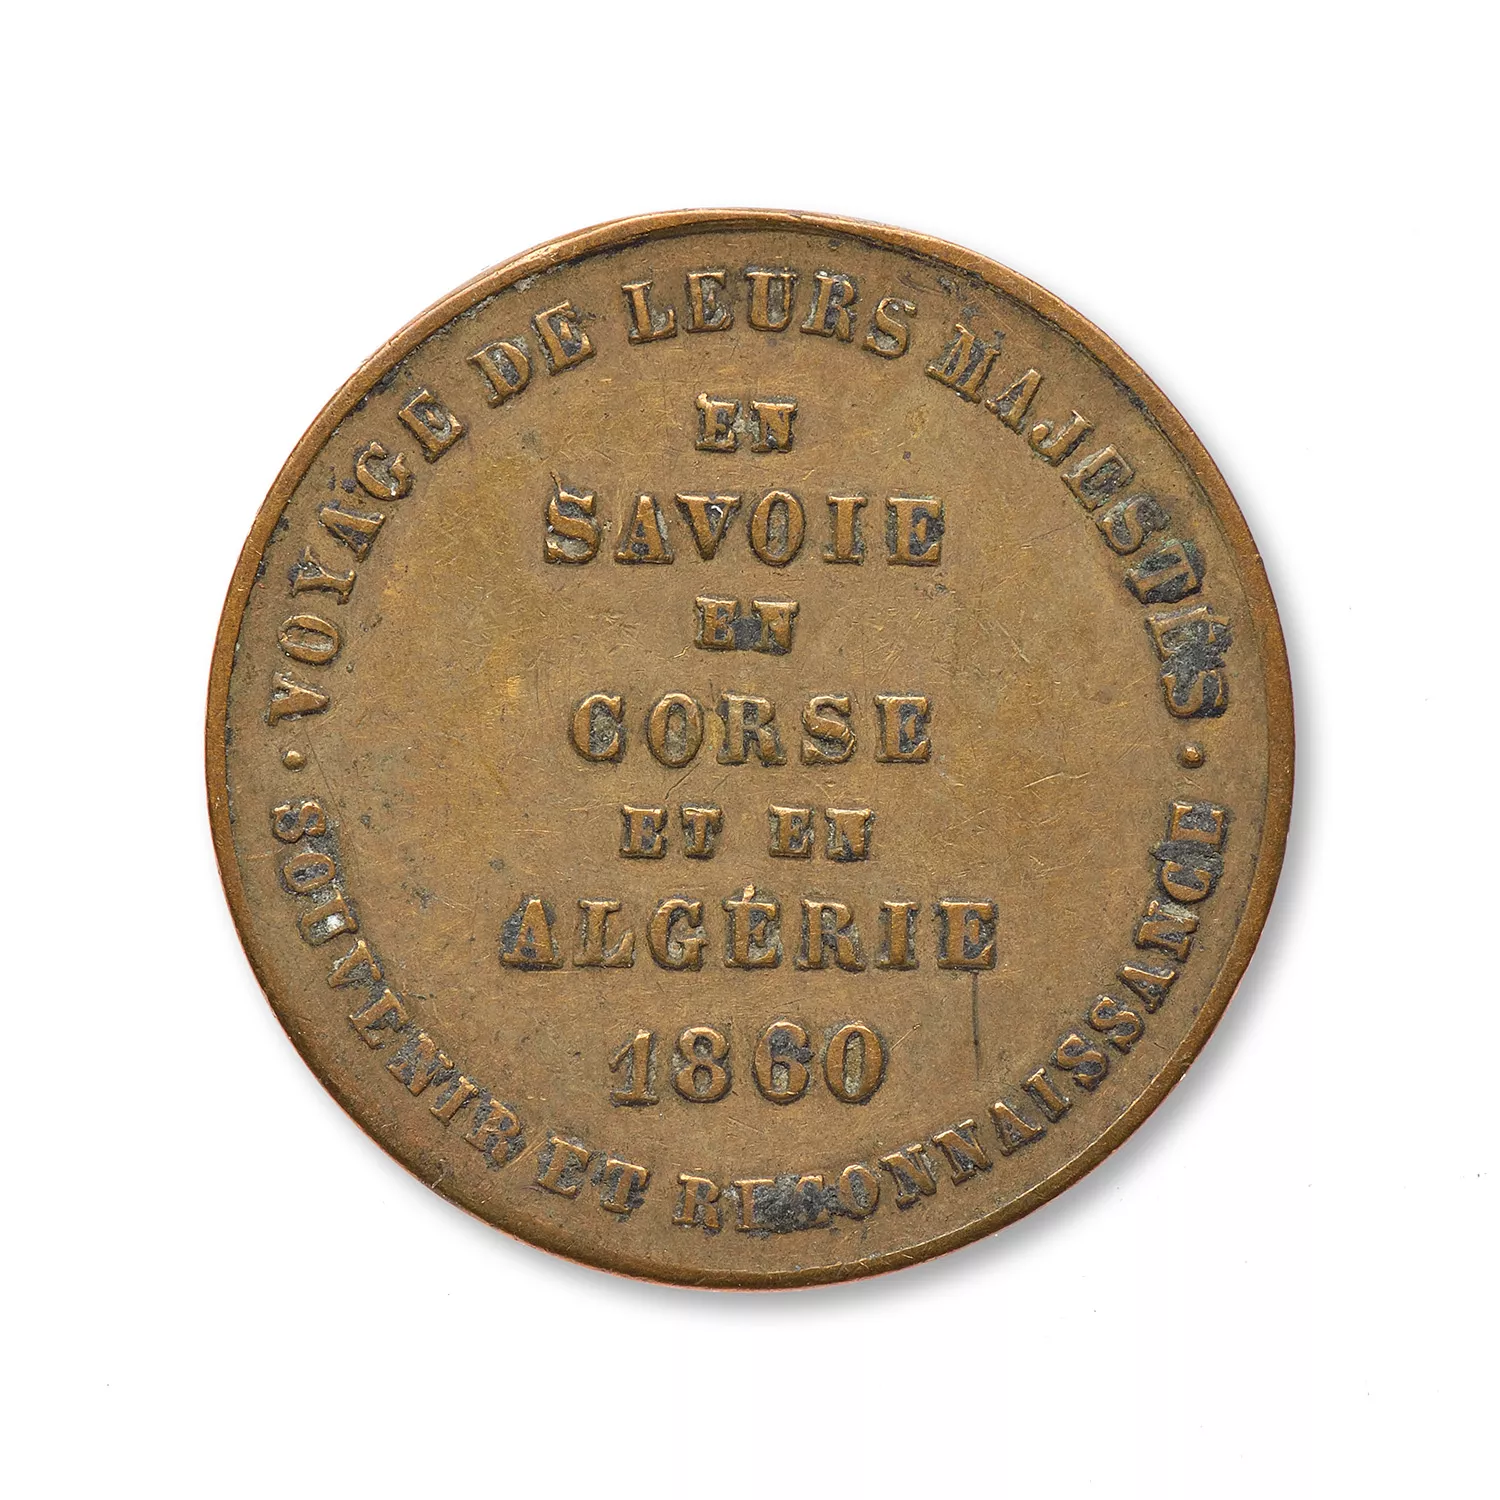 VOYAGE DE LEURS MAJESTÉS
EN
SAVOIE
EN
CORSE
ET EN
ALGÉRIE
1860
SOUVENIR ET RECONNAISSANCE